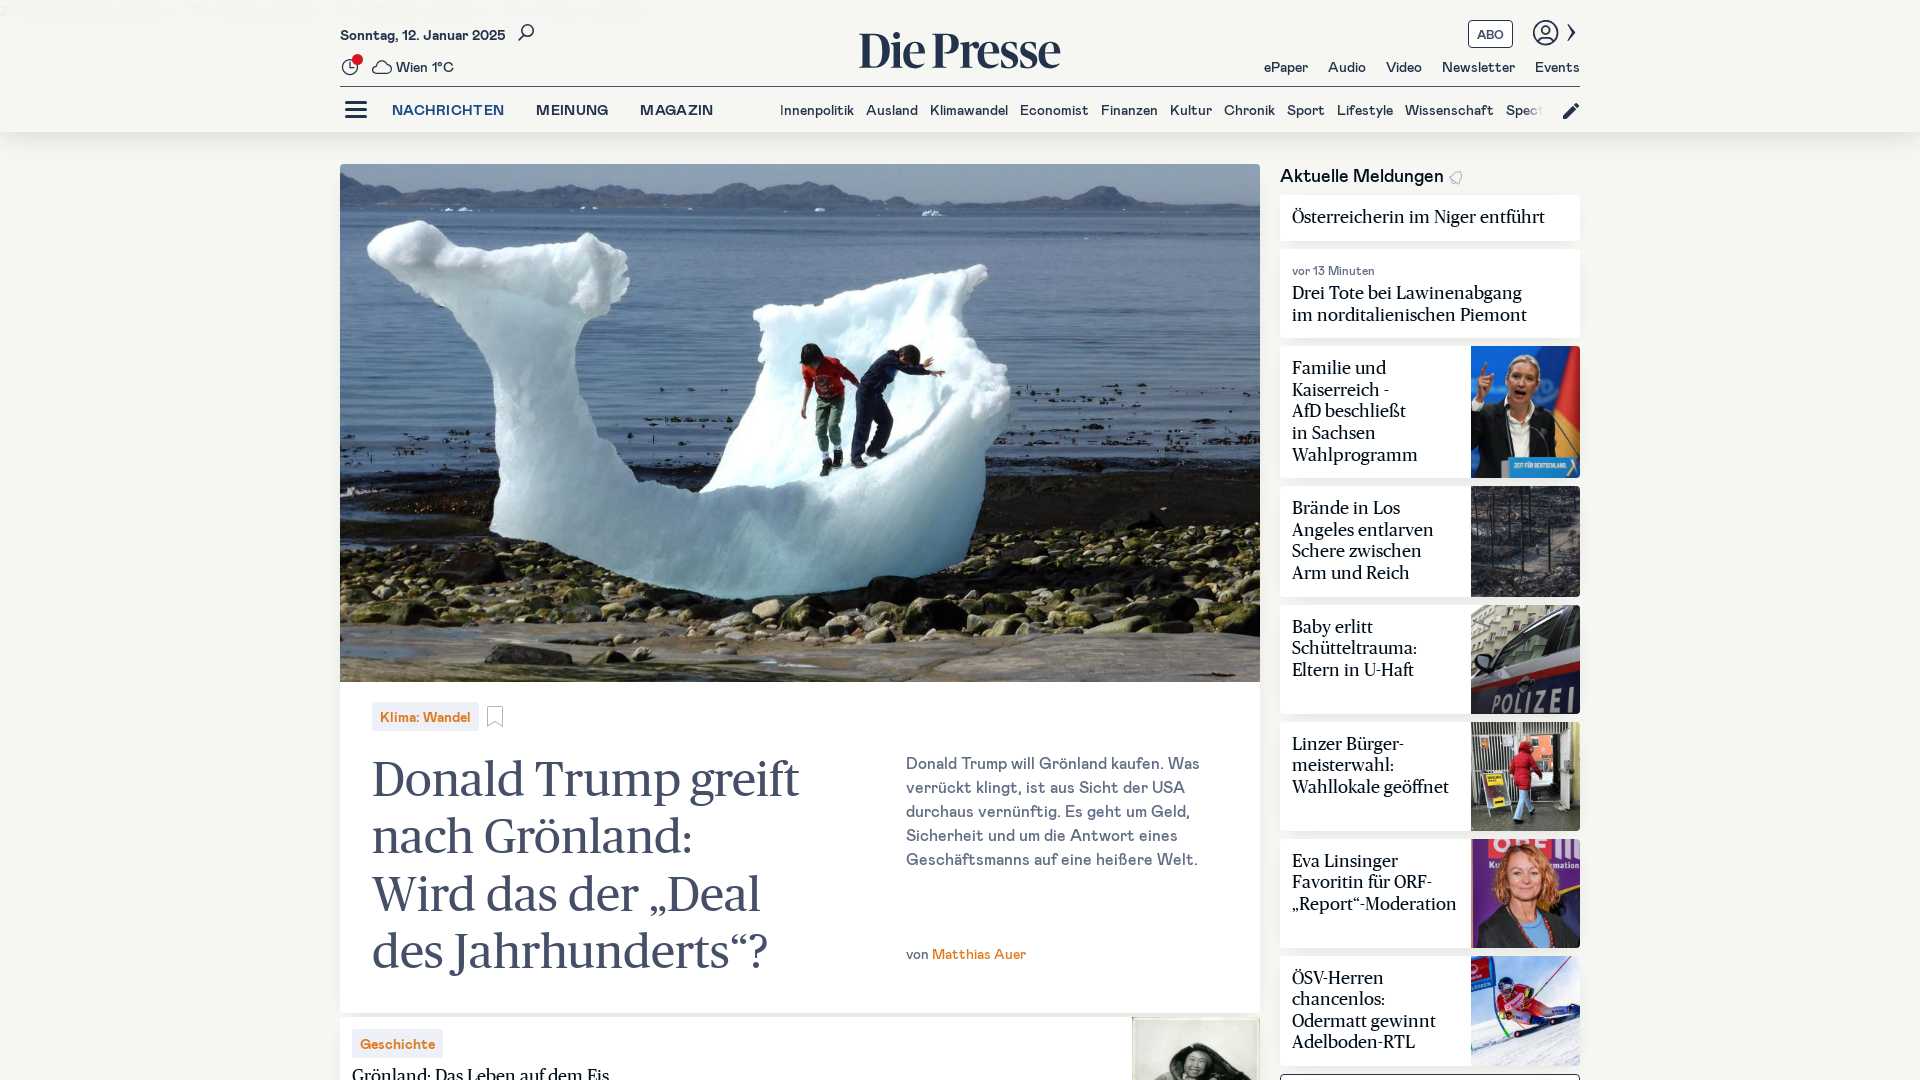 Sonntag, 12. Januar 2025
Wien 1°C
Die Presse
ABO
ePaper Audio Video Newsletter Events
NACHRICHTEN MEINUNG MAGAZIN
Innenpolitik Ausland Klimawandel Economist Finanzen Kultur Chronik Sport Lifestyle Wissenschaft Spect
Klima: Wandel
Donald Trump greift
nach Grönland:
Wird das der „Deal
des Jahrhunderts“?
Donald Trump will Grönland kaufen. Was
verrückt klingt, ist aus Sicht der USA
durchaus vernünftig. Es geht um Geld,
Sicherheit und um die Antwort eines
Geschäftsmanns auf eine heißere Welt.
von Matthias Auer
Geschichte
Grönland: Das Leben auf dem Eis
Aktuelle Meldungen
Österreicherin im Niger entführt
vor 13 Minuten
Drei Tote bei Lawinenabgang
im norditalienischen Piemont
Familie und
Kaiserreich -
AfD beschließt
in Sachsen
Wahlprogramm
ZEIT FÜR DEUTSCHLAND.
Brände in Los
Angeles entlarven
Schere zwischen
Arm und Reich
Baby erlitt
Schütteltrauma:
Eltern in U-Haft
POLIZEI
Linzer Bürger-
meisterwahl:
Wahllokale geöffnet
Eva Linsinger
Favoritin für ORF-
„Report“-Moderation
ÖSV-Herren
chancenlos:
Odermatt gewinnt
Adelboden-RTL